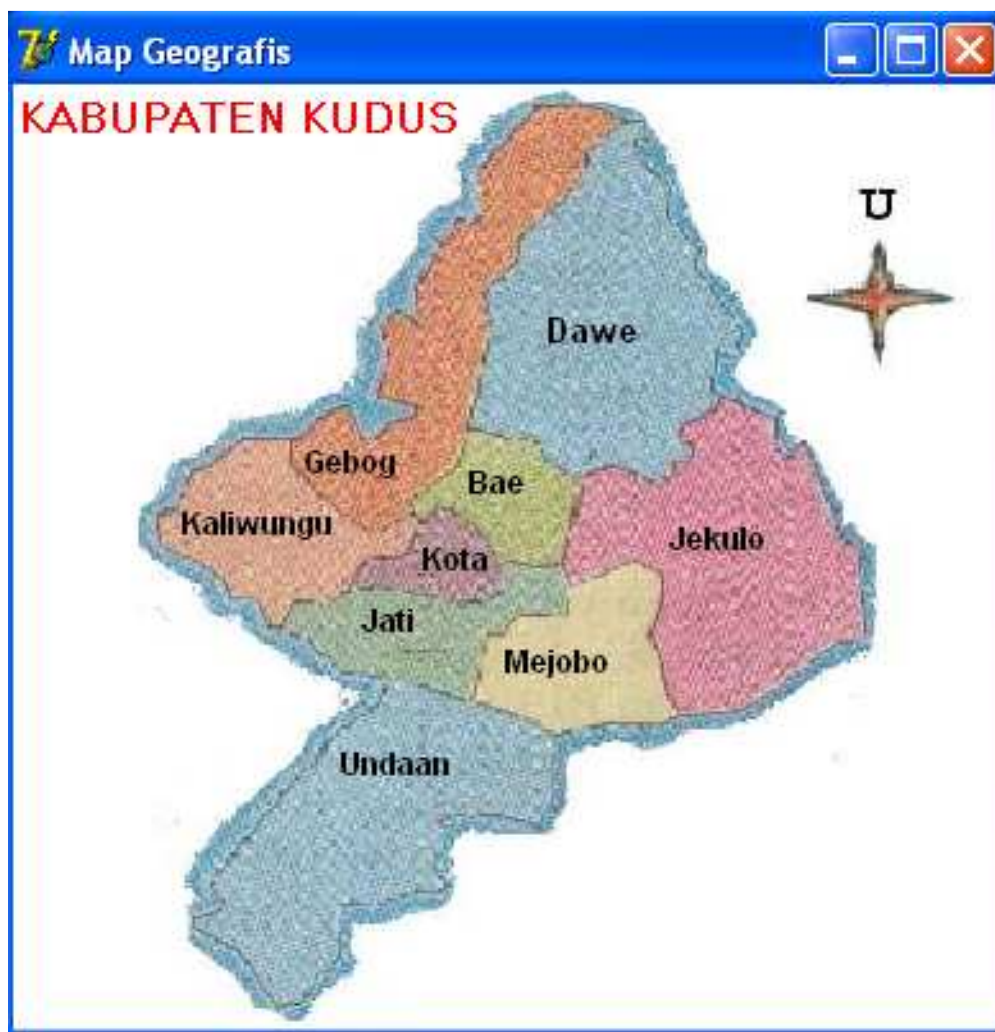 Map Geografis
KABUPATEN KUDUS
U
Dawe
Gebog
Bae
Kaliwungu
Jekulo
Kota
Jati
Mejobo
Undaan